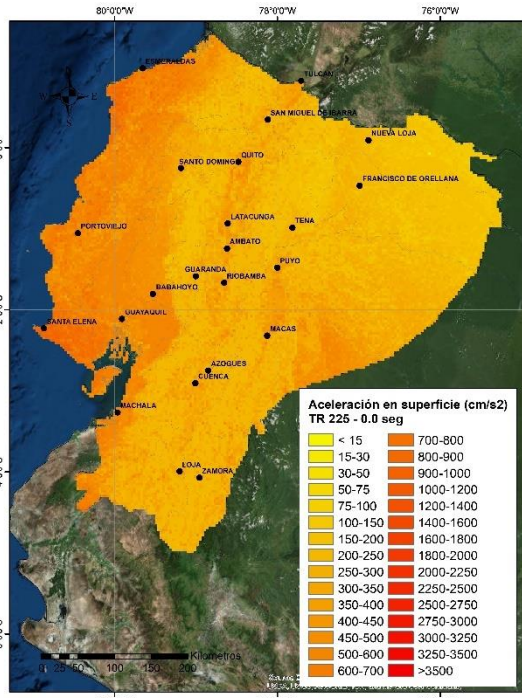 80°0'0"W 78°0'0"W 76°0'0"W
ESMERALDAS
TULCAN
SAN MIGUEL DE IBARRA
NUEVA LOJA
QUITO
SANTO DOMINGO
FRANCISCO DE ORELLANA
LATACUNGA
TENA
PORTOVIEJO
AMBATO
PUYO
GUARANDA
RIOBAMBA
BABAHOYO
GUAYAQUIL
SANTA ELENA
MACAS
AZOGUES
CUENCA
MACHALA
LOJA
ZAMORA
Aceleración en superficie (cm/s2)
TR 225 - 0.0 seg
< 15 700-800
15-30 800-900
30-50 900-1000
50-75 1000-1200
75-100 1200-1400
100-150 1400-1600
150-200 1600-1800
200-250 1800-2000
250-300 2000-2250
300-350 2250-2500
350-400 2500-2750
400-450 2750-3000
450-500 3000-3250
500-600 3250-3500
600-700 >3500
Kilometros
0 25 50 100 150 200